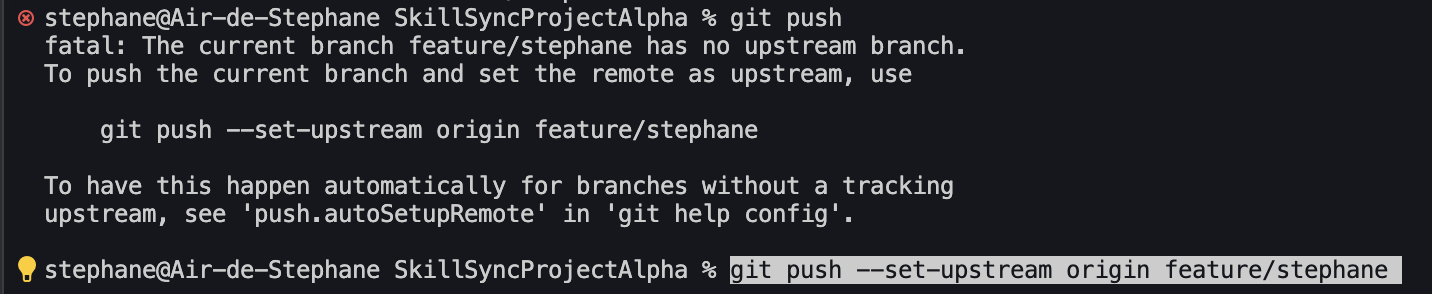 stephane@Air-de-Stephane SkillSyncProjectAlpha % git push
fatal: The current branch feature/stephane has no upstream branch.
To push the current branch and set the remote as upstream, use
git push --set-upstream origin feature/stephane
To have this happen automatically for branches without a tracking
upstream, see 'push.autoSetupRemote' in 'git help config'.
stephane@Air-de-Stephane SkillSyncProjectAlpha % git push --set-upstream origin feature/stephane